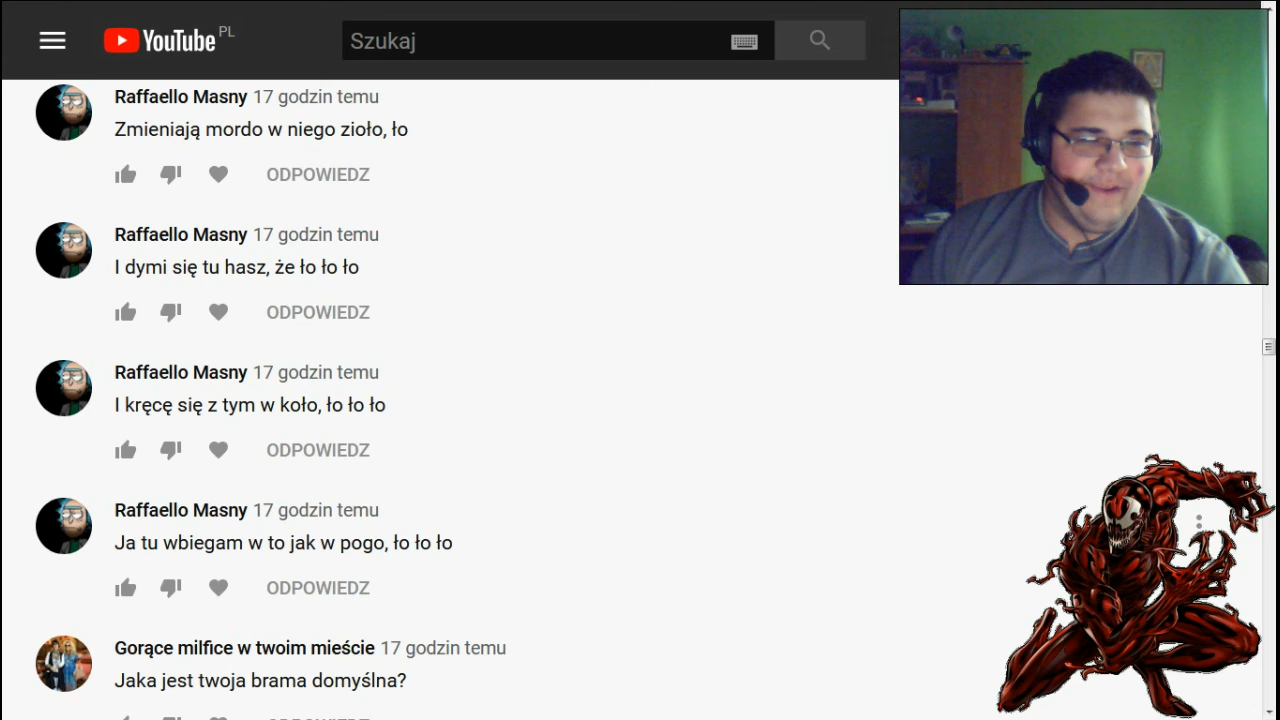 YouTube PL
Szukaj
Raffaello Masny 17 godzin temu
Zmieniają mordo w niego zioło, ło
ODPOWIEDZ
Raffaello Masny 17 godzin temu
I dymi się tu hasz, że ło ło ło
ODPOWIEDZ
Raffaello Masny 17 godzin temu
I kręcę się z tym w koło, ło ło ło
ODPOWIEDZ
Raffaello Masny 17 godzin temu
Ja tu wbiegam w to jak w pogo, ło ło ło
ODPOWIEDZ
Gorące milfice w twoim mieście 17 godzin temu
Jaka jest twoja brama domyślna?